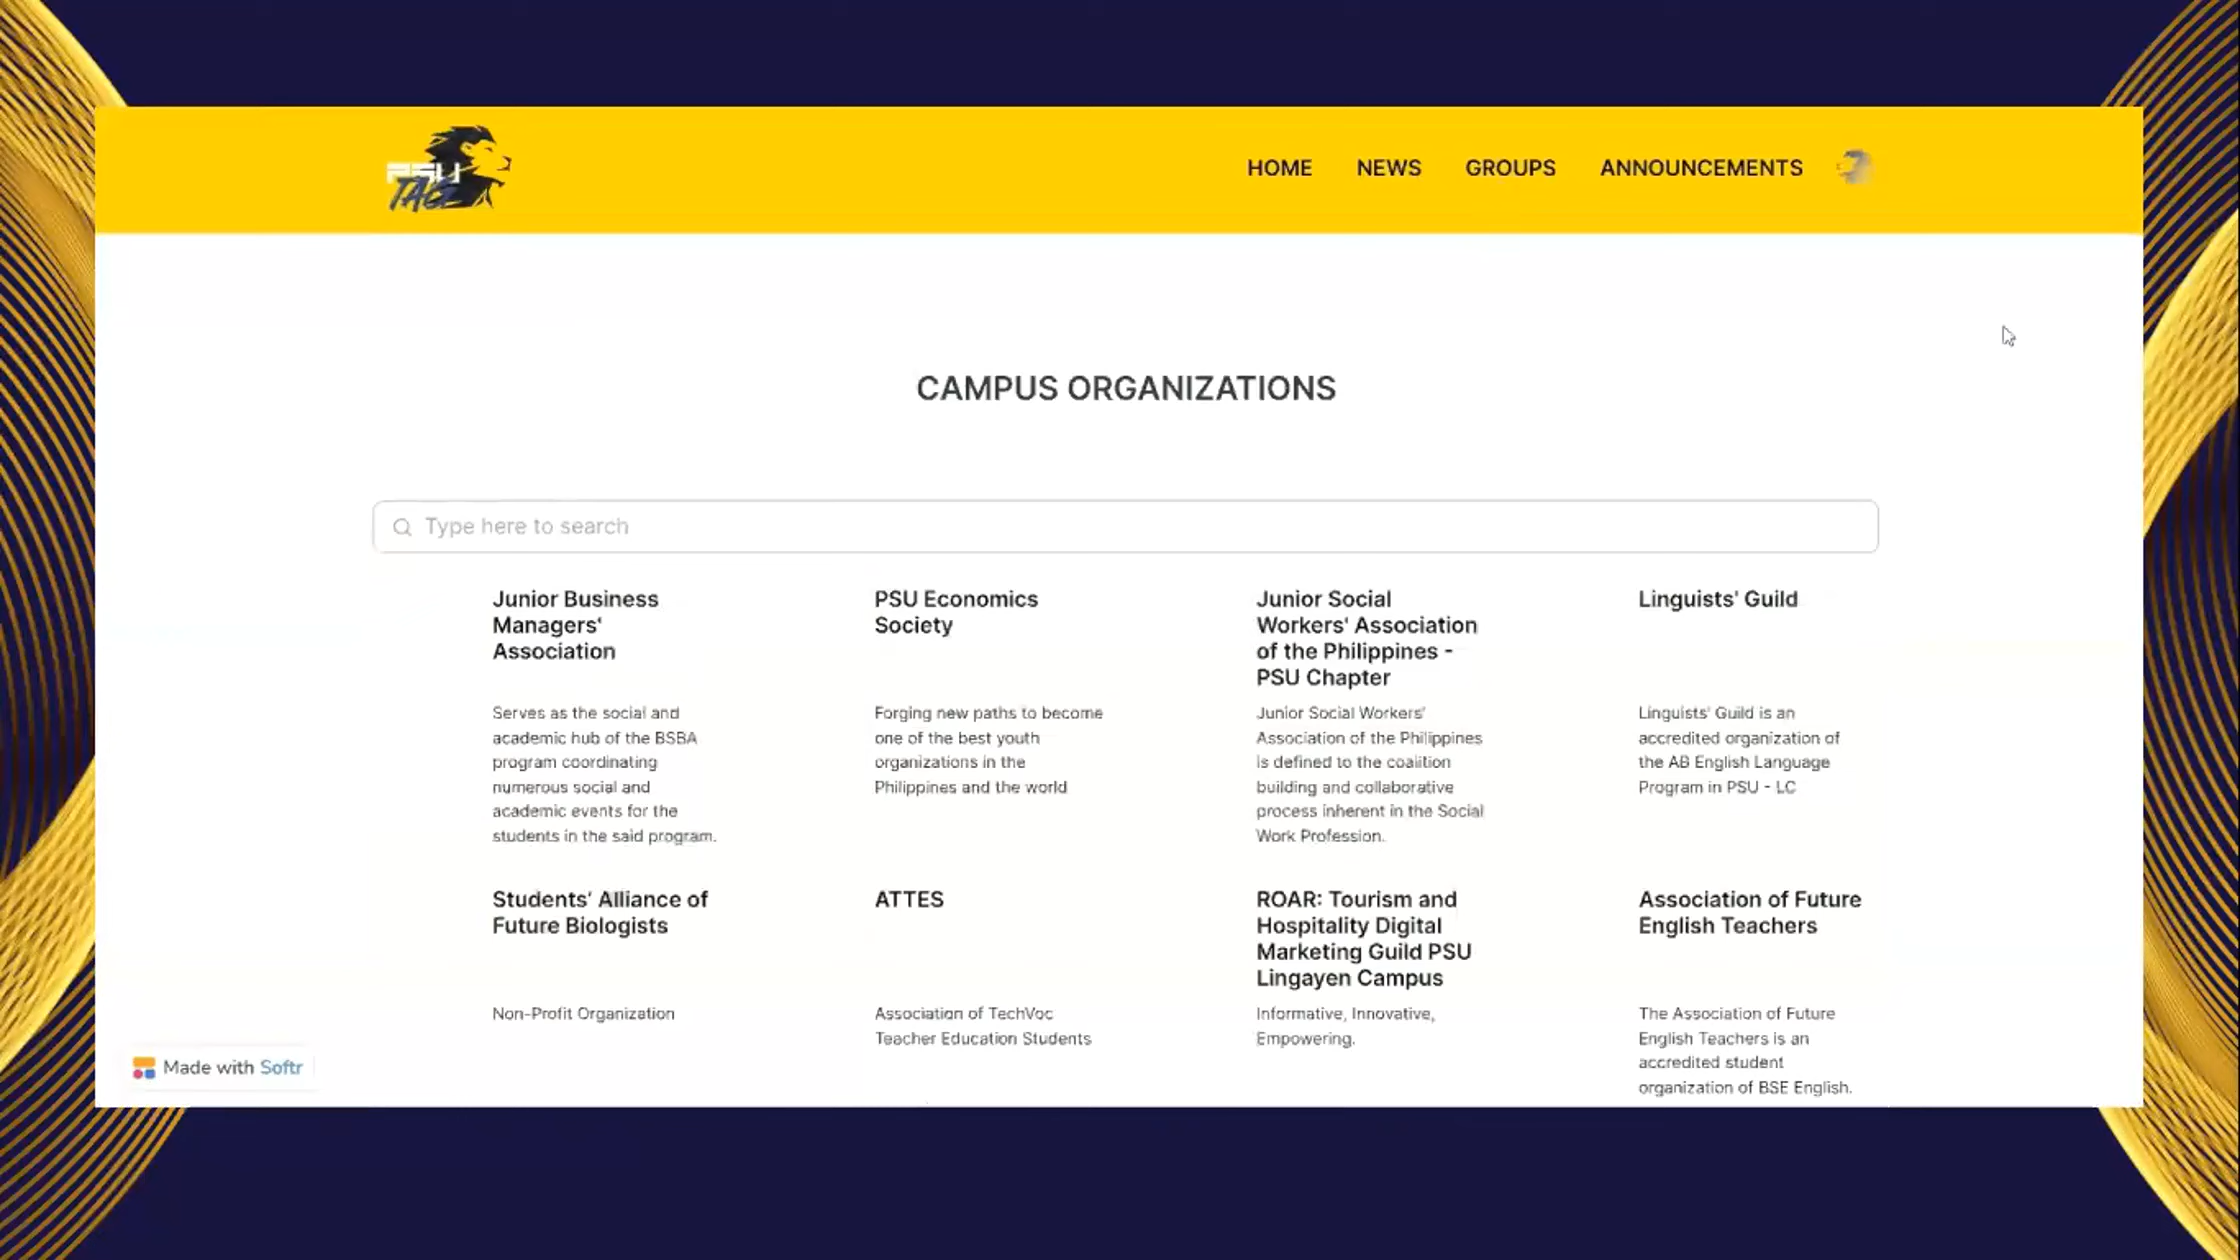 PSU
TAG
HOME NEWS GROUPS ANNOUNCEMENTS
CAMPUS ORGANIZATIONS
Type here to search
Junior Business
Managers'
Association
Serves as the social and
academic hub of the BSBA
program coordinating
numerous social and
academic events for the
students in the said program.
PSU Economics
Society
Forging new paths to become
one of the best youth
organizations in the
Philippines and the world
Junior Social
Workers' Association
of the Philippines -
PSU Chapter
Junior Social Workers'
Association of the Philippines
is defined to the coalition
building and collaborative
process inherent in the Social
Work Profession.
Linguists' Guild
Linguists' Guild is an
accredited organization of
the AB English Language
Program in PSU - LC
Students' Alliance of
Future Biologists
Non-Profit Organization
ATTES
Association of TechVoc
Teacher Education Students
ROAR: Tourism and
Hospitality Digital
Marketing Guild PSU
Lingayen Campus
Informative, Innovative,
Empowering.
Association of Future
English Teachers
The Association of Future
English Teachers is an
accredited student
organization of BSE English.
Made with Softr